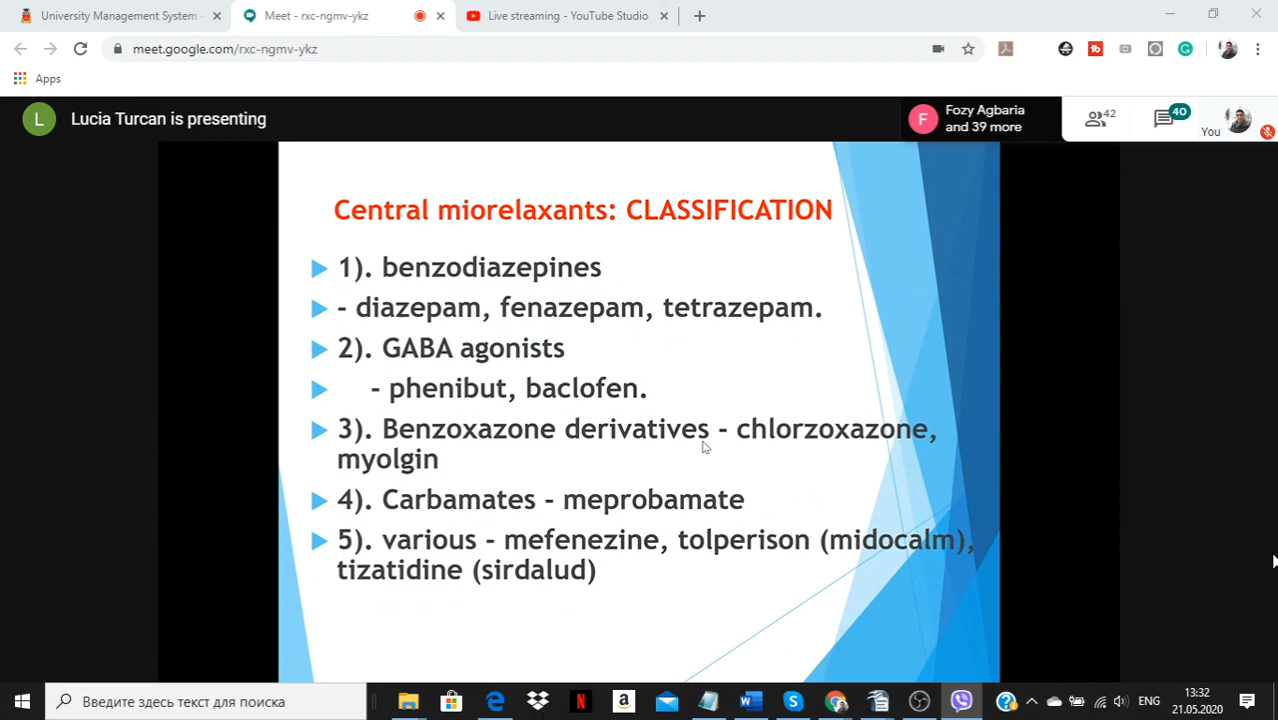 University Management System -
Meet - rxc-ngmv-ykz
Live streaming - YouTube Studio
meet.google.com/rxc-ngmv-ykz
Apps
L
Lucia Turcan is presenting
F
Fozy Agbaria
and 39 more
42
40
You
Central miorelaxants: CLASSIFICATION
1). benzodiazepines
- diazepam, fenazepam, tetrazepam.
2). GABA agonists
- phenibut, baclofen.
3). Benzoxazone derivatives - chlorzoxazone,
myolgin
4). Carbamates - meprobamate
5). various - mefenezine, tolperison (midocalm),
tizatidine (sirdalud)
Введите здесь текст для поиска
ENG
13:32
21.05.2020